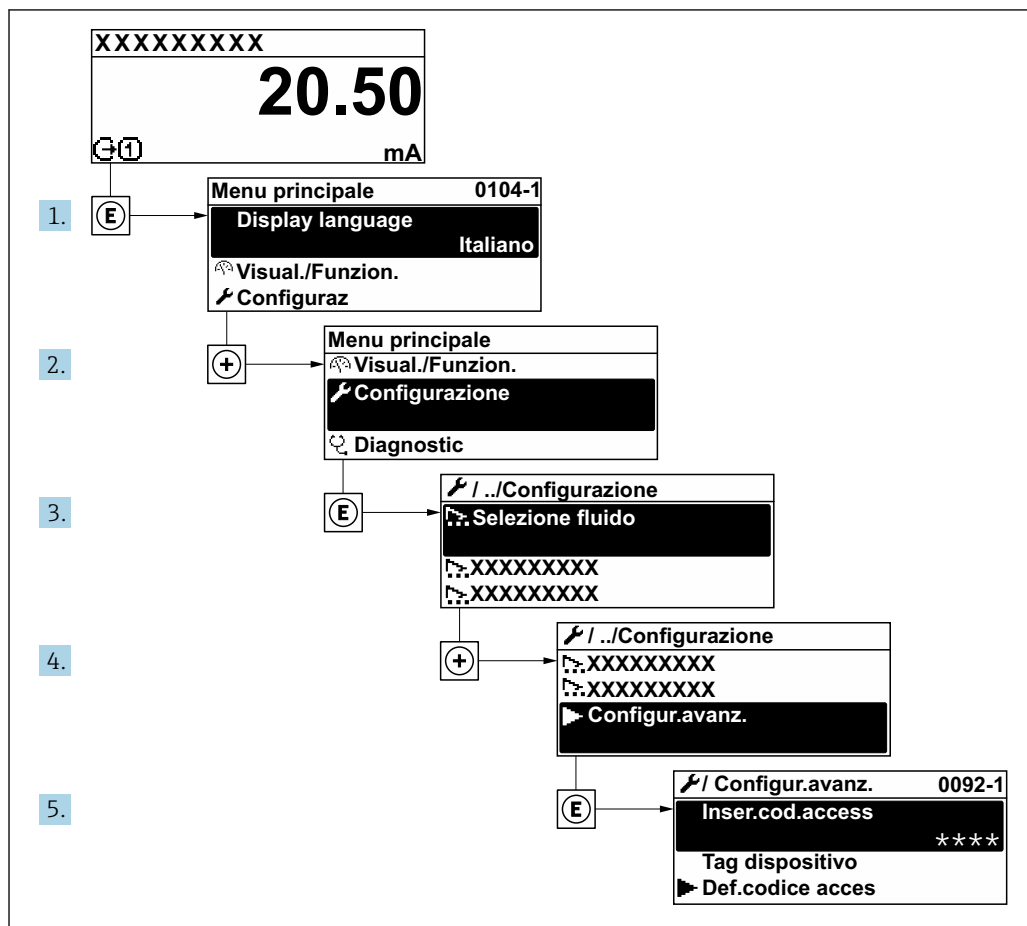 XXXXXXXXX
20.50
1 mA
1. E
Menu principale 0104-1
Display language
Italiano
Visual./Funzion.
Configuraz
2. +
Menu principale
Visual./Funzion.
Configurazione
Diagnostic
3. E
/ ../Configurazione
Selezione fluido
XXXXXXXXX
XXXXXXXXX
4. +
/ ../Configurazione
XXXXXXXXX
XXXXXXXXX
Configur.avanz.
5. E
/ Configur.avanz. 0092-1
Inser.cod.access
****
Tag dispositivo
Def.codice acces